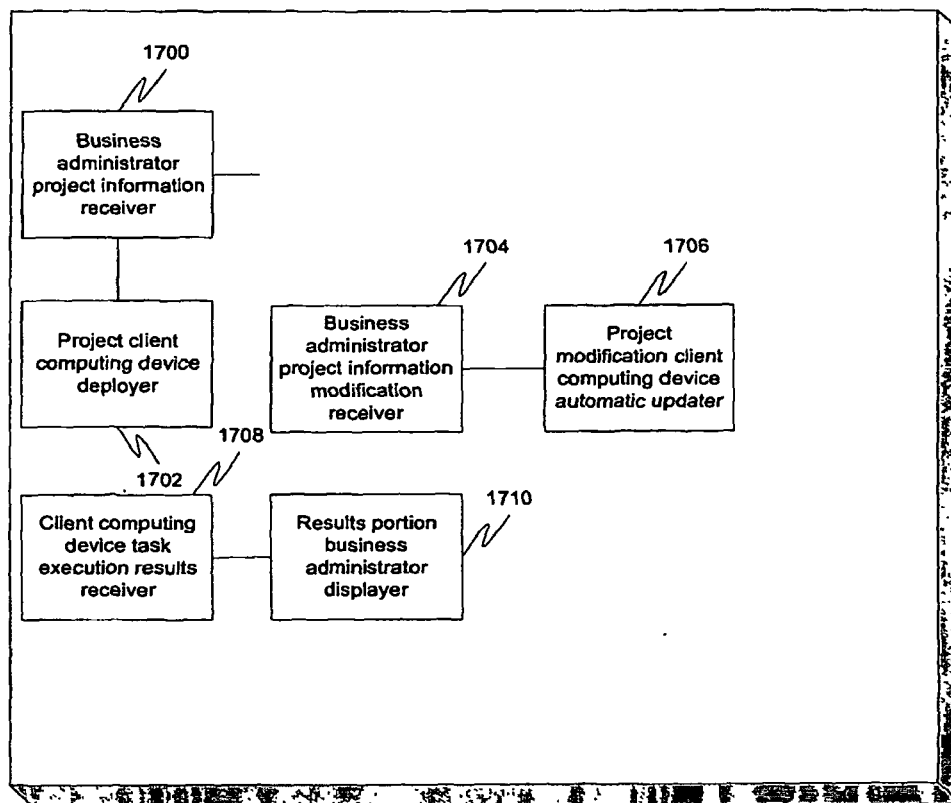 1700
Business
administrator
project information
receiver
1704
1706
Project client
computing device
deployer
Business
administrator
project information
modification
receiver
Project
modification client
computing device
automatic updater
1702
1708
1710
Client computing
device task
execution results
receiver
Results portion
business
administrator
displayer